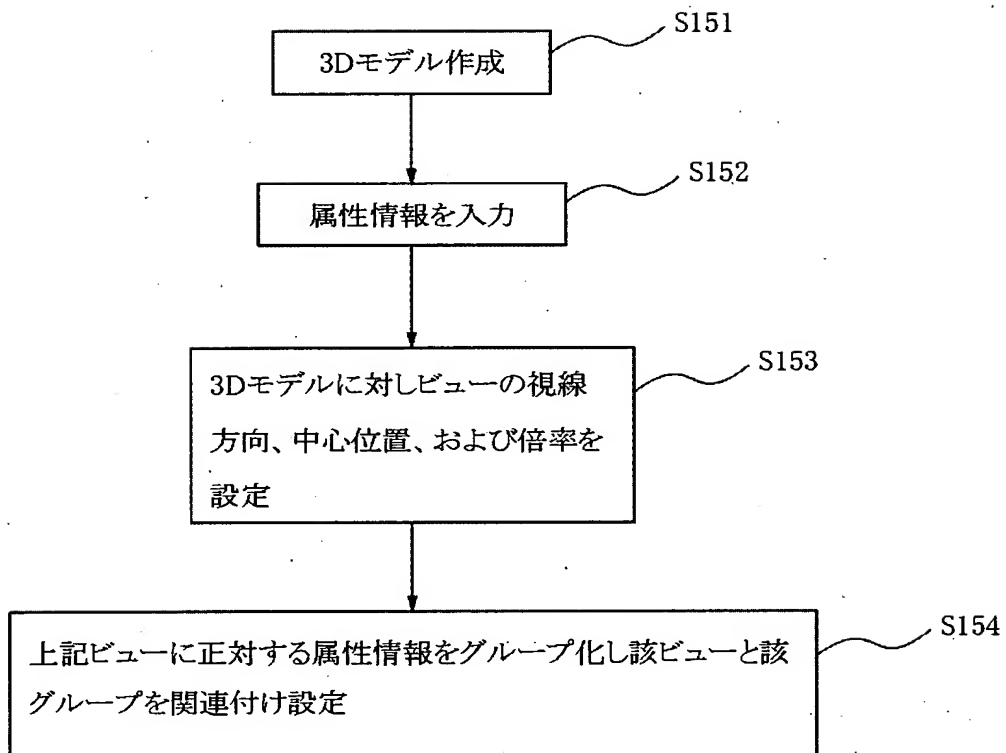 S151
3Dモデル作成
S152
属性情報を入力
S153
3Dモデルに対しビューの視線
方向、中心位置、および倍率を
設定
S154
上記ビューに正対する属性情報をグループ化し該ビューと該
グループを関連付け設定